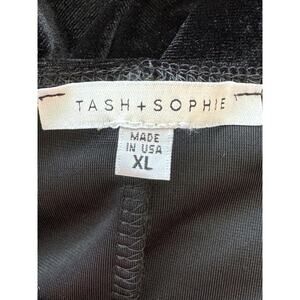 TASH + SOPHIE
MADE
IN USA
XL